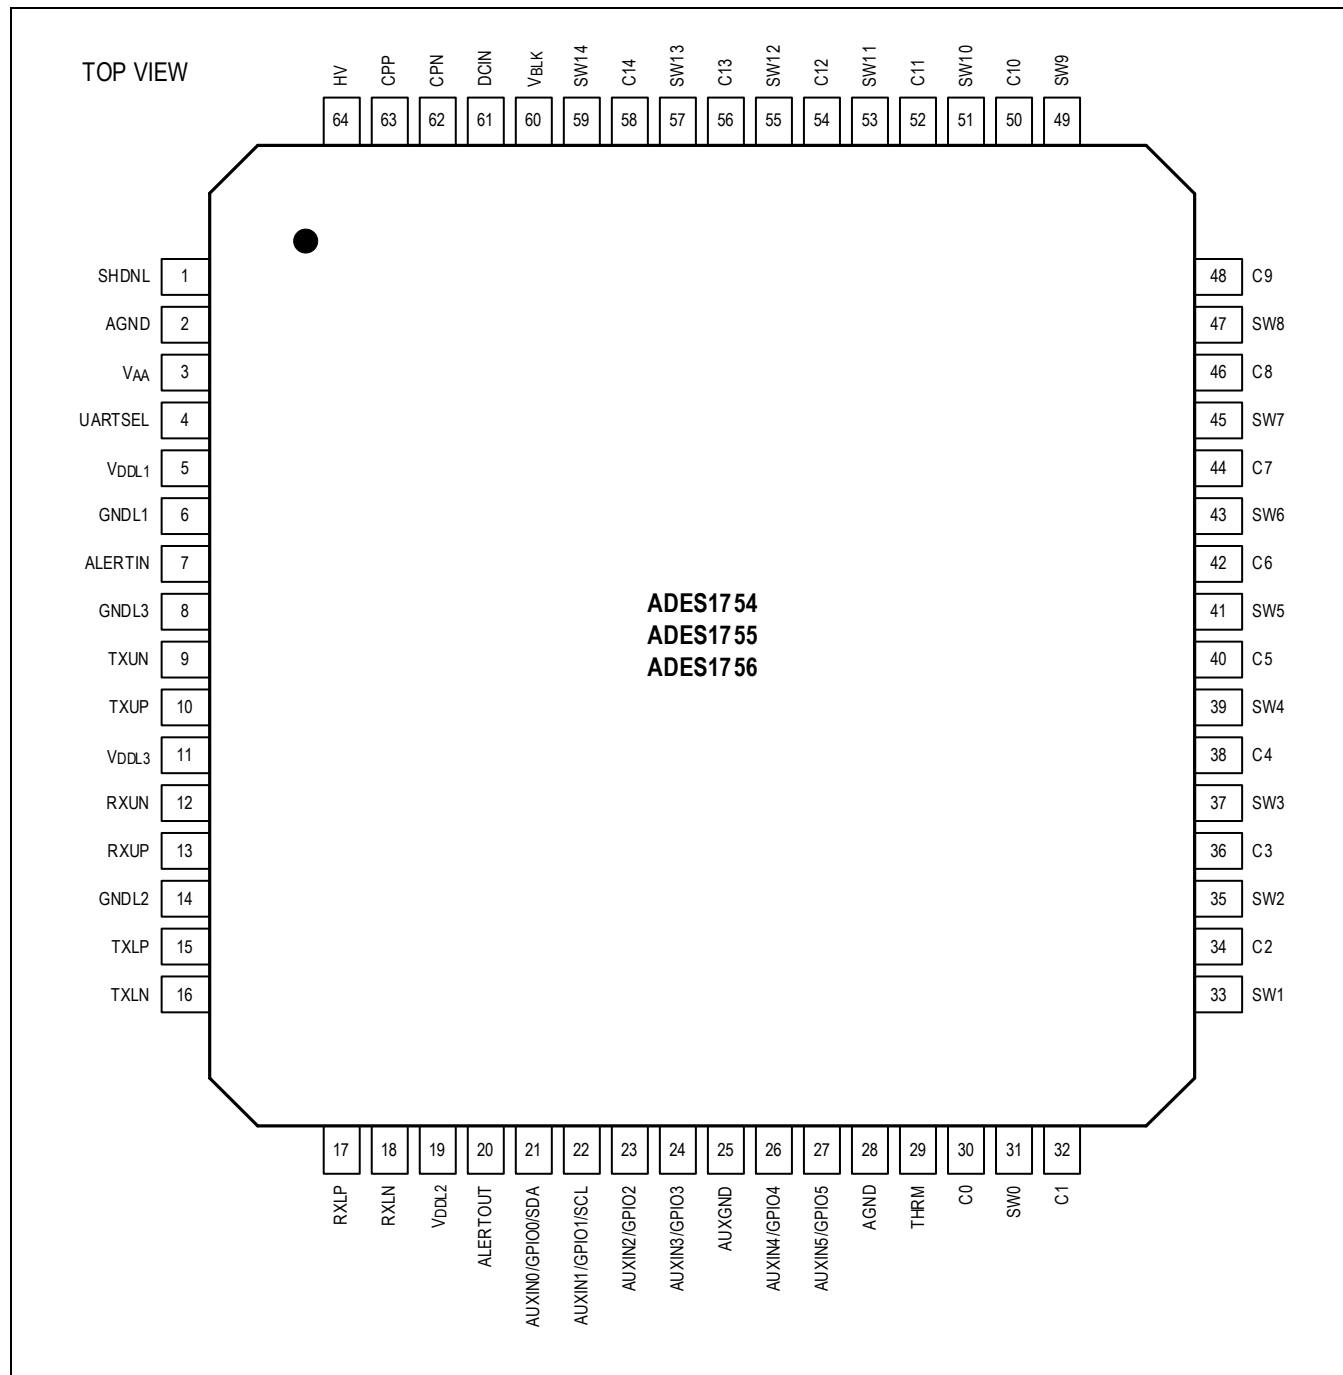 TOP VIEW
HV
CPP
CPN
DCIN
VBLK
SW14
C14
SW13
C13
SW12
C12
SW11
C11
SW10
C10
SW9
64
63
62
61
60
59
58
57
56
55
54
53
52
51
50
49
SHDNL 1
AGND 2
VAA 3
UARTSEL 4
VDDL1 5
GNDL1 6
ALERTIN 7
GNDL3 8
TXUN 9
TXUP 10
VDDL3 11
RXUN 12
RXUP 13
GNDL2 14
TXLP 15
TXLN 16
ADES1754
ADES1755
ADES1756
48 C9
47 SW8
46 C8
45 SW7
44 C7
43 SW6
42 C6
41 SW5
40 C5
39 SW4
38 C4
37 SW3
36 C3
35 SW2
34 C2
33 SW1
17
18
19
20
21
22
23
24
25
26
27
28
29
30
31
32
RXLP
RXLN
VDDL2
ALERTOUT
AUXIN0/GPIO0/SDA
AUXIN1/GPIO1/SCL
AUXIN2/GPIO2
AUXIN3/GPIO3
AUXGND
AUXIN4/GPIO4
AUXIN5/GPIO5
AGND
THRM
C0
SW0
C1